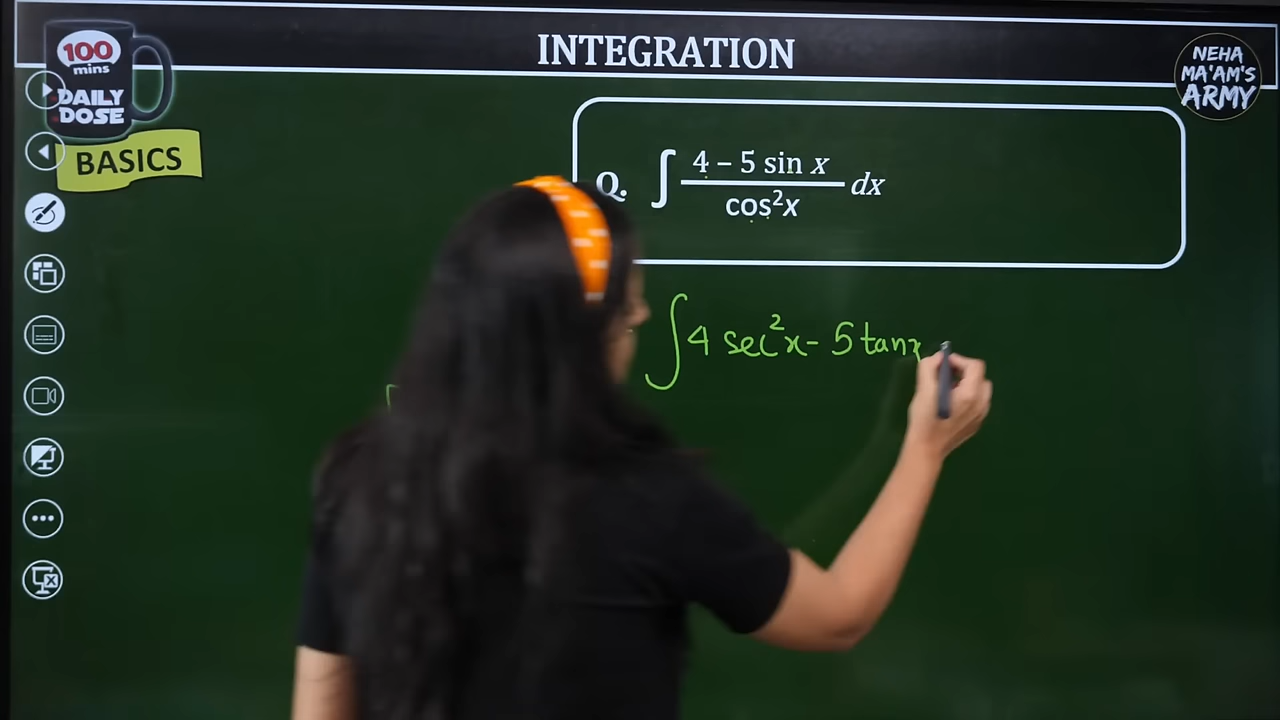 INTEGRATION
100
mins
DAILY
DOSE
BASICS
NEHA
MA'AM'S
ARMY
Q. ∫ (4 – 5 sin x)/(cos²x) dx
∫ 4 sec²x - 5 tanx